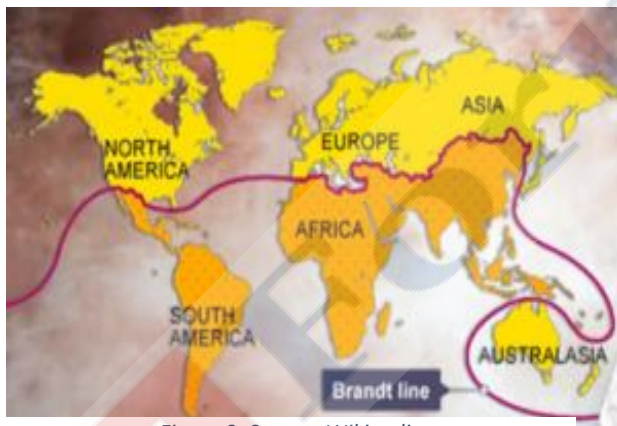 ASIA
NORTH
AMERICA
EUROPE
AFRICA
SOUTH
AMERICA
AUSTRALASIA
Brandt line